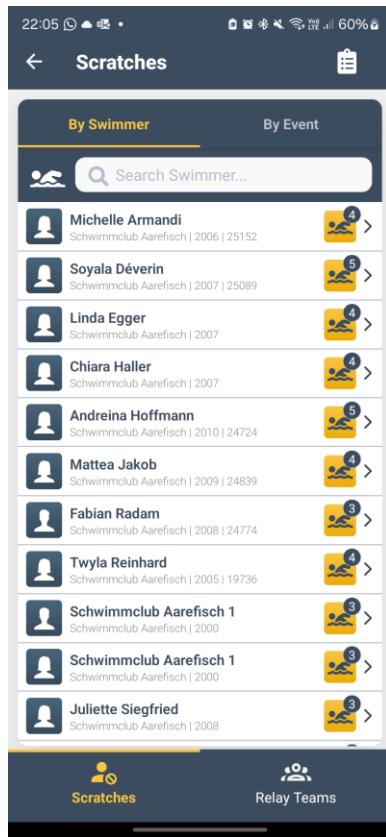 22:05
VoJ LTE 60%
Scratches
By Swimmer By Event
Search Swimmer...
Michelle Armandi 4
Schwimmclub Aarefisch | 2006 | 25152
Soyala Déverin 5
Schwimmclub Aarefisch | 2007 | 25089
Linda Egger 4
Schwimmclub Aarefisch | 2007
Chiara Haller 4
Schwimmclub Aarefisch | 2007
Andreina Hoffmann 5
Schwimmclub Aarefisch | 2010 | 24724
Mattea Jakob 4
Schwimmclub Aarefisch | 2009 | 24839
Fabian Radam 3
Schwimmclub Aarefisch | 2008 | 24774
Twyla Reinhard 4
Schwimmclub Aarefisch | 2005 | 19736
Schwimmclub Aarefisch 1 3
Schwimmclub Aarefisch | 2000
Schwimmclub Aarefisch 1 3
Schwimmclub Aarefisch | 2000
Juliette Siegfried 3
Schwimmclub Aarefisch | 2008
Scratches Relay Teams